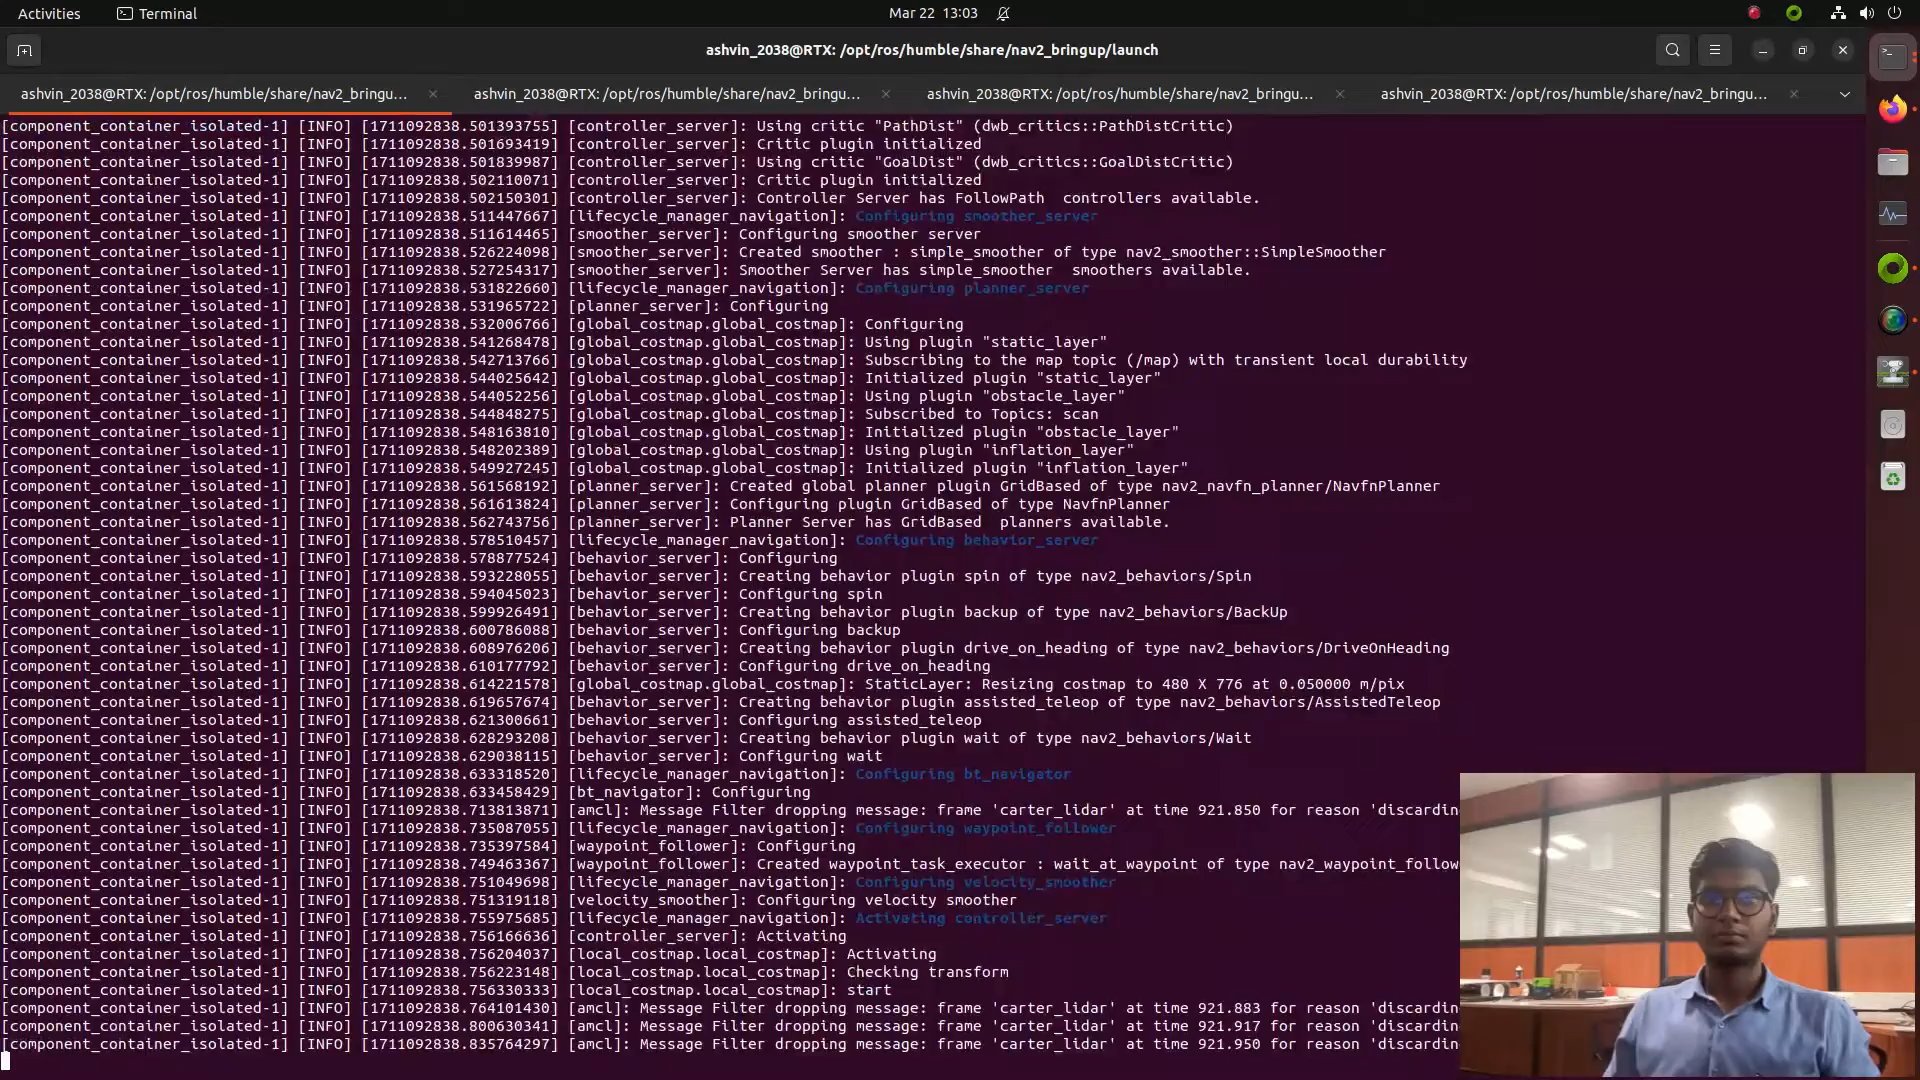 Activities
Terminal
Mar 22 13:03
ashvin_2038@RTX: /opt/ros/humble/share/nav2_bringup/launch
ashvin_2038@RTX: /opt/ros/humble/share/nav2_bringu...
ashvin_2038@RTX: /opt/ros/humble/share/nav2_bringu...
ashvin_2038@RTX: /opt/ros/humble/share/nav2_bringu...
ashvin_2038@RTX: /opt/ros/humble/share/nav2_bringu...
[component_container_isolated-1] [INFO] [1711092838.501393755] [controller_server]: Using critic "PathDist" (dwb_critics::PathDistCritic)
[component_container_isolated-1] [INFO] [1711092838.501693419] [controller_server]: Critic plugin initialized
[component_container_isolated-1] [INFO] [1711092838.501839987] [controller_server]: Using critic "GoalDist" (dwb_critics::GoalDistCritic)
[component_container_isolated-1] [INFO] [1711092838.502110071] [controller_server]: Critic plugin initialized
[component_container_isolated-1] [INFO] [1711092838.502150301] [controller_server]: Controller Server has FollowPath  controllers available.
[component_container_isolated-1] [INFO] [1711092838.511447667] [lifecycle_manager_navigation]: Configuring smoother_server
[component_container_isolated-1] [INFO] [1711092838.511614465] [smoother_server]: Configuring smoother server
[component_container_isolated-1] [INFO] [1711092838.526224098] [smoother_server]: Created smoother : simple_smoother of type nav2_smoother::SimpleSmoother
[component_container_isolated-1] [INFO] [1711092838.527254317] [smoother_server]: Smoother Server has simple_smoother  smoothers available.
[component_container_isolated-1] [INFO] [1711092838.531822660] [lifecycle_manager_navigation]: Configuring planner_server
[component_container_isolated-1] [INFO] [1711092838.531965722] [planner_server]: Configuring
[component_container_isolated-1] [INFO] [1711092838.532006766] [global_costmap.global_costmap]: Configuring
[component_container_isolated-1] [INFO] [1711092838.541268478] [global_costmap.global_costmap]: Using plugin "static_layer"
[component_container_isolated-1] [INFO] [1711092838.542713766] [global_costmap.global_costmap]: Subscribing to the map topic (/map) with transient local durability
[component_container_isolated-1] [INFO] [1711092838.544025642] [global_costmap.global_costmap]: Initialized plugin "static_layer"
[component_container_isolated-1] [INFO] [1711092838.544052256] [global_costmap.global_costmap]: Using plugin "obstacle_layer"
[component_container_isolated-1] [INFO] [1711092838.544848275] [global_costmap.global_costmap]: Subscribed to Topics: scan
[component_container_isolated-1] [INFO] [1711092838.548163810] [global_costmap.global_costmap]: Initialized plugin "obstacle_layer"
[component_container_isolated-1] [INFO] [1711092838.548202389] [global_costmap.global_costmap]: Using plugin "inflation_layer"
[component_container_isolated-1] [INFO] [1711092838.549927245] [global_costmap.global_costmap]: Initialized plugin "inflation_layer"
[component_container_isolated-1] [INFO] [1711092838.561568192] [planner_server]: Created global planner plugin GridBased of type nav2_navfn_planner/NavfnPlanner
[component_container_isolated-1] [INFO] [1711092838.561613824] [planner_server]: Configuring plugin GridBased of type NavfnPlanner
[component_container_isolated-1] [INFO] [1711092838.562743756] [planner_server]: Planner Server has GridBased  planners available.
[component_container_isolated-1] [INFO] [1711092838.578510457] [lifecycle_manager_navigation]: Configuring behavior_server
[component_container_isolated-1] [INFO] [1711092838.578877524] [behavior_server]: Configuring
[component_container_isolated-1] [INFO] [1711092838.593228055] [behavior_server]: Creating behavior plugin spin of type nav2_behaviors/Spin
[component_container_isolated-1] [INFO] [1711092838.594045023] [behavior_server]: Configuring spin
[component_container_isolated-1] [INFO] [1711092838.599926491] [behavior_server]: Creating behavior plugin backup of type nav2_behaviors/BackUp
[component_container_isolated-1] [INFO] [1711092838.600786088] [behavior_server]: Configuring backup
[component_container_isolated-1] [INFO] [1711092838.608976206] [behavior_server]: Creating behavior plugin drive_on_heading of type nav2_behaviors/DriveOnHeading
[component_container_isolated-1] [INFO] [1711092838.610177792] [behavior_server]: Configuring drive_on_heading
[component_container_isolated-1] [INFO] [1711092838.614221578] [global_costmap.global_costmap]: StaticLayer: Resizing costmap to 480 X 776 at 0.050000 m/pix
[component_container_isolated-1] [INFO] [1711092838.619657674] [behavior_server]: Creating behavior plugin assisted_teleop of type nav2_behaviors/AssistedTeleop
[component_container_isolated-1] [INFO] [1711092838.621300661] [behavior_server]: Configuring assisted_teleop
[component_container_isolated-1] [INFO] [1711092838.628293208] [behavior_server]: Creating behavior plugin wait of type nav2_behaviors/Wait
[component_container_isolated-1] [INFO] [1711092838.629038115] [behavior_server]: Configuring wait
[component_container_isolated-1] [INFO] [1711092838.633318520] [lifecycle_manager_navigation]: Configuring bt_navigator
[component_container_isolated-1] [INFO] [1711092838.633458429] [bt_navigator]: Configuring
[component_container_isolated-1] [INFO] [1711092838.713813871] [amcl]: Message Filter dropping message: frame 'carter_lidar' at time 921.850 for reason 'discardin
[component_container_isolated-1] [INFO] [1711092838.735087055] [lifecycle_manager_navigation]: Configuring waypoint_follower
[component_container_isolated-1] [INFO] [1711092838.735397584] [waypoint_follower]: Configuring
[component_container_isolated-1] [INFO] [1711092838.749463367] [waypoint_follower]: Created waypoint_task_executor : wait_at_waypoint of type nav2_waypoint_follow
[component_container_isolated-1] [INFO] [1711092838.751049698] [lifecycle_manager_navigation]: Configuring velocity_smoother
[component_container_isolated-1] [INFO] [1711092838.751319118] [velocity_smoother]: Configuring velocity smoother
[component_container_isolated-1] [INFO] [1711092838.755975685] [lifecycle_manager_navigation]: Activating controller_server
[component_container_isolated-1] [INFO] [1711092838.756166636] [controller_server]: Activating
[component_container_isolated-1] [INFO] [1711092838.756204037] [local_costmap.local_costmap]: Activating
[component_container_isolated-1] [INFO] [1711092838.756223148] [local_costmap.local_costmap]: Checking transform
[component_container_isolated-1] [INFO] [1711092838.756330333] [local_costmap.local_costmap]: start
[component_container_isolated-1] [INFO] [1711092838.764101430] [amcl]: Message Filter dropping message: frame 'carter_lidar' at time 921.883 for reason 'discardin
[component_container_isolated-1] [INFO] [1711092838.800630341] [amcl]: Message Filter dropping message: frame 'carter_lidar' at time 921.917 for reason 'discardin
[component_container_isolated-1] [INFO] [1711092838.835764297] [amcl]: Message Filter dropping message: frame 'carter_lidar' at time 921.950 for reason 'discardin